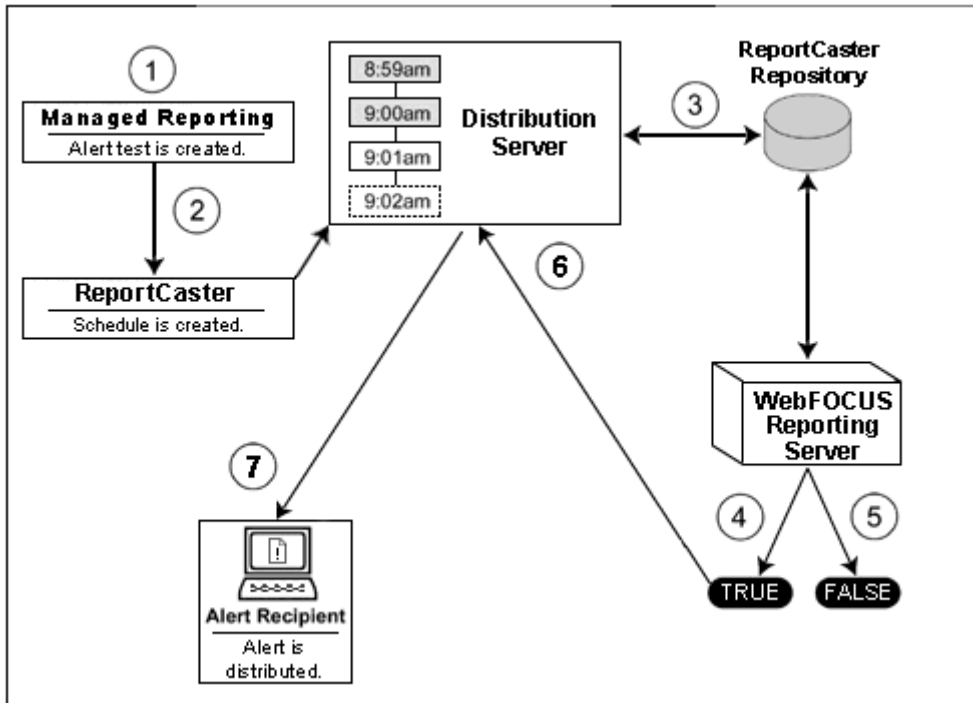 1
Managed Reporting
Alert test is created.
2
ReportCaster
Schedule is created.
8:59am
9:00am
9:01am
9:02am
Distribution
Server
3
ReportCaster
Repository
WebFOCUS
Reporting
Server
4
5
TRUE
FALSE
6
7
Alert Recipient
Alert is
distributed.